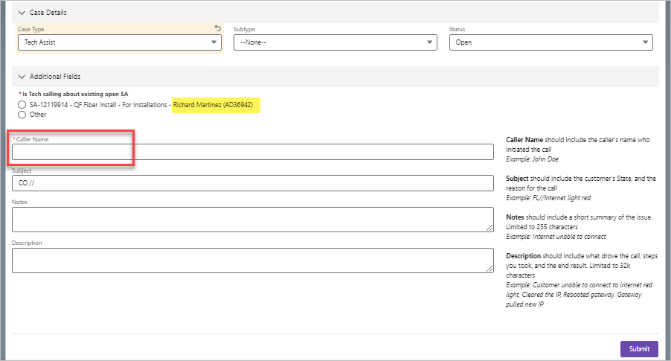 Case Details
Case Type
Subtype
Status
Tech Assist
--None--
Open
Additional Fields
* Is Tech calling about existing open SA
SA-12119914 - QF Fiber Install - For Installations - Richard Martinez (AD36942)
Other
* Caller Name
Subject
CO //
Notes
Description
Caller Name should include the caller's name who
initiated the call
Example: John Doe
Subject should include the customer's State, and the
reason for the call
Example: FL//Internet light red
Notes should include a short summary of the issue.
Limited to 255 characters
Example: Internet unable to connect
Description should include what drove the call, steps
you took, and the end result. Limited to 32k
characters
Example: Customer unable to connect to internet red
light, Cleared the IP, Rebooted gateway. Gateway
pulled new IP
Submit